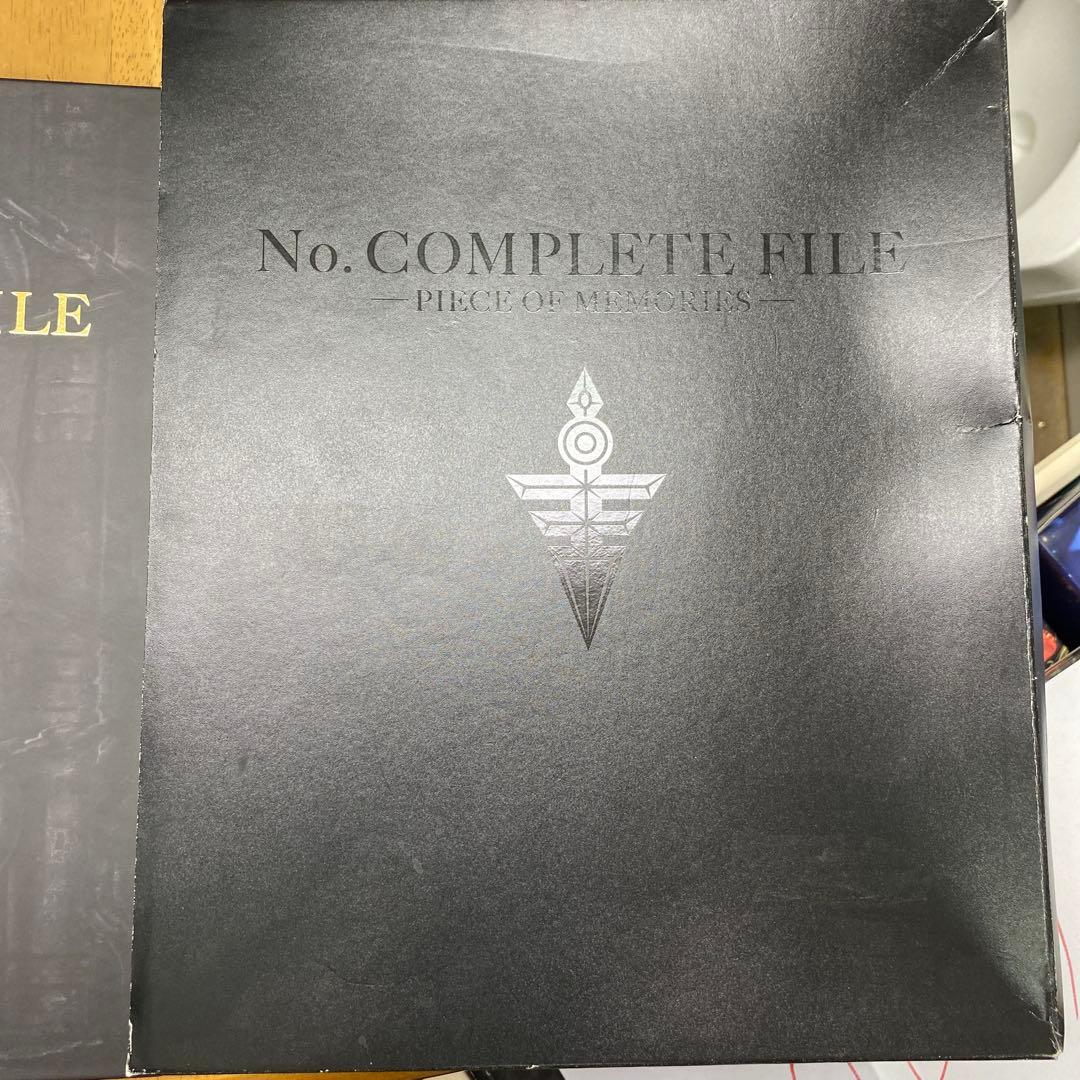 No. COMPLETE FILE
—PIECE OF MEMORIES—
ILE